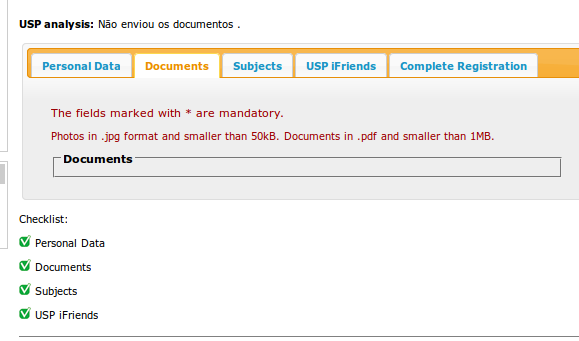 USP analysis: Não enviou os documentos .
Personal Data Documents Subjects USP iFriends Complete Registration
The fields marked with * are mandatory.
Photos in .jpg format and smaller than 50kB. Documents in .pdf and smaller than 1MB.
Documents
Checklist:
Personal Data
Documents
Subjects
USP iFriends